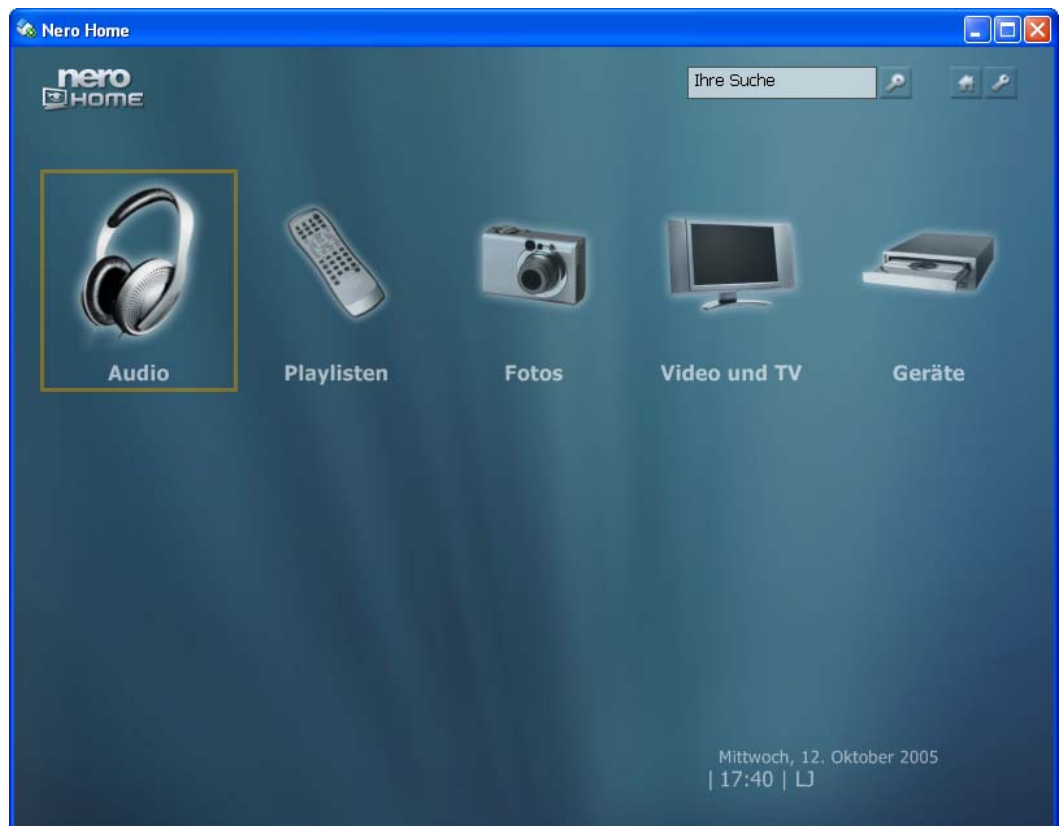 Nero Home
nero
HOME
Ihre Suche
Audio
Playlisten
Fotos
Video und TV
Geräte
Mittwoch, 12. Oktober 2005
| 17:40 |